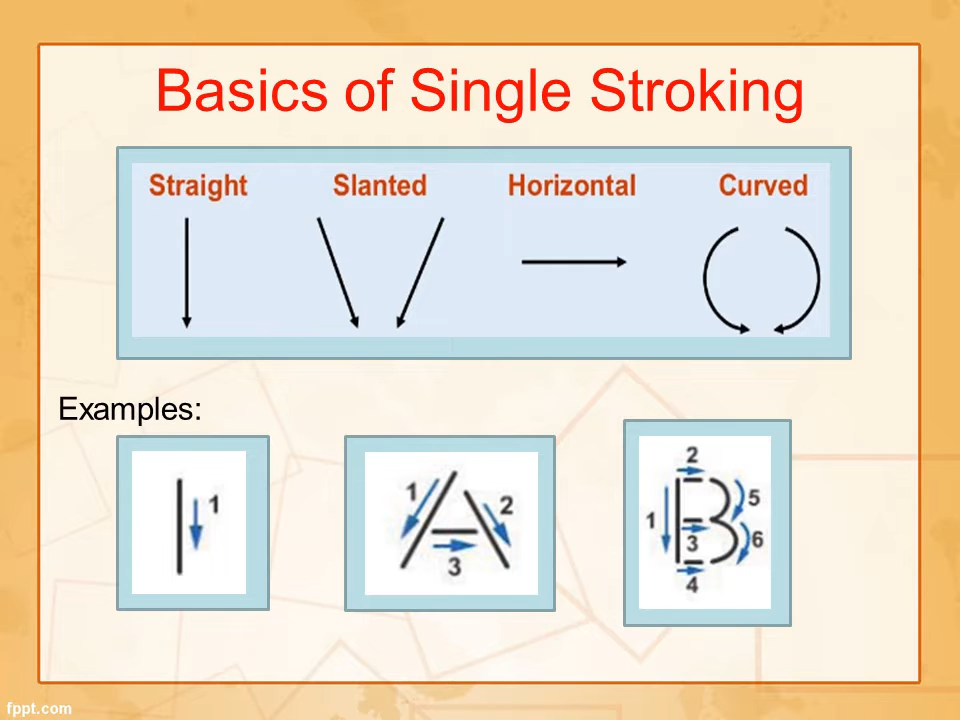 Basics of Single Stroking
Straight Slanted Horizontal Curved
Examples:
1
1 2
3
2
1 5
3 6
4
fppt.com